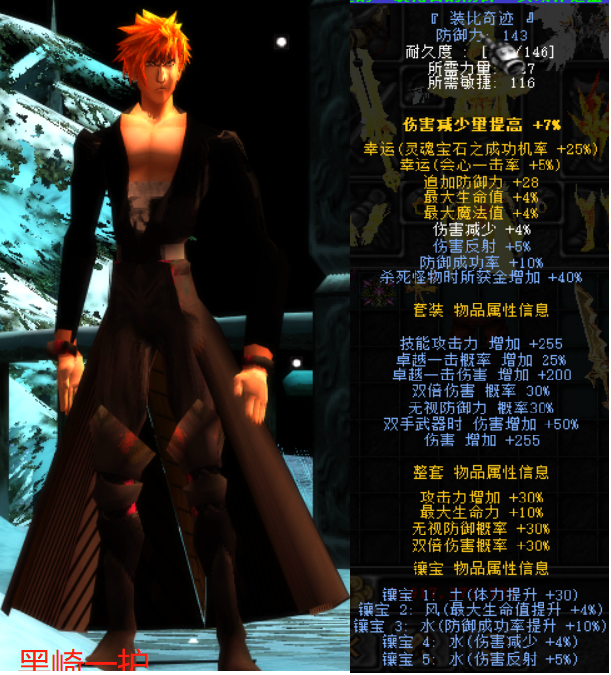 『 装比奇迹 』
防御力: 143
耐久度 : [ /146]
所需力量: 7
所需敏捷: 116
伤害减少量提高 +7%
幸运(灵魂宝石之成功机率 +25%)
幸运(会心一击率 +5%)
追加防御力 +28
最大生命值 +4%
最大魔法值 +4%
伤害减少 +4%
伤害反射 +5%
防御成功率 +10%
杀死怪物时所获金增加 +40%
套装 物品属性信息
技能攻击力 增加 +255
卓越一击概率 增加 25%
卓越一击伤害 增加 +200
双倍伤害 概率 30%
无视防御力 概率30%
双手武器时 伤害增加 +50%
伤害 增加 +255
整套 物品属性信息
攻击力增加 +30%
最大生命力 +10%
无视防御概率 +30%
双倍伤害概率 +30%
镶宝 物品属性信息
镶宝 1: 土(体力提升 +30)
镶宝 2: 风(最大生命值提升 +4%)
镶宝 3: 水(防御成功率提升 +10%)
镶宝 4: 水(伤害减少 +4%)
镶宝 5: 水(伤害反射 +5%)
黑崎一护